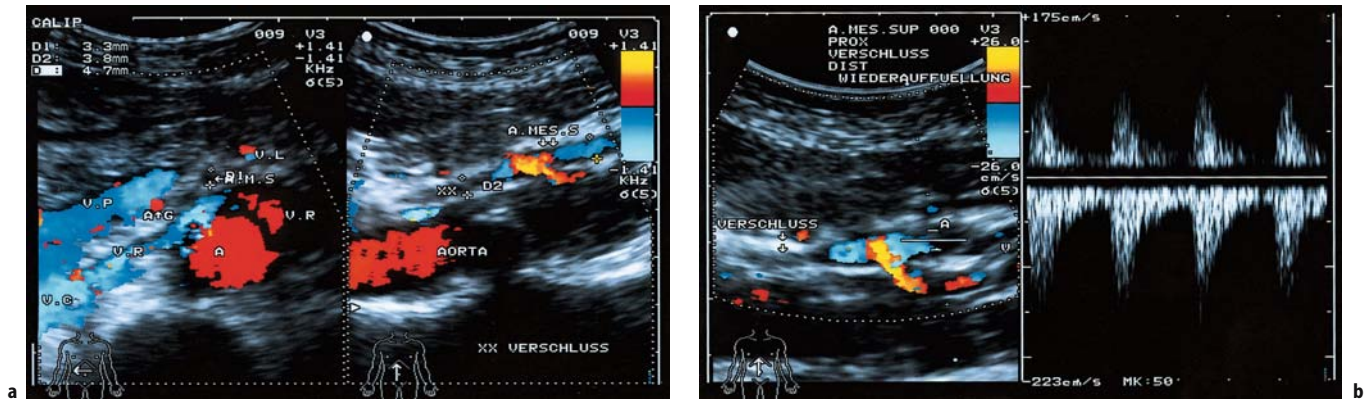 CALIP
D1: 3.3mm
D2: 3.8mm
D : 4.7mm
009 V3
+1.41
-1.41
KHz
σ(5)
V.L
D1
V.P
A↑G
V.R
V.R
A
V.C
009 V3
+1.41
-1.41
KHz
σ(5)
A.MES.S
XX
D2
AORTA
XX VERSCHLUSS
a
A.MES.SUP 000 V3
PROX +26.0
VERSCHLUSS
DIST
WIEDERAUFFUELLUNG
-26.0
cm/s
σ(5)
VERSCHLUSS
A
V
+175cm/s
-223cm/s MK:50
b